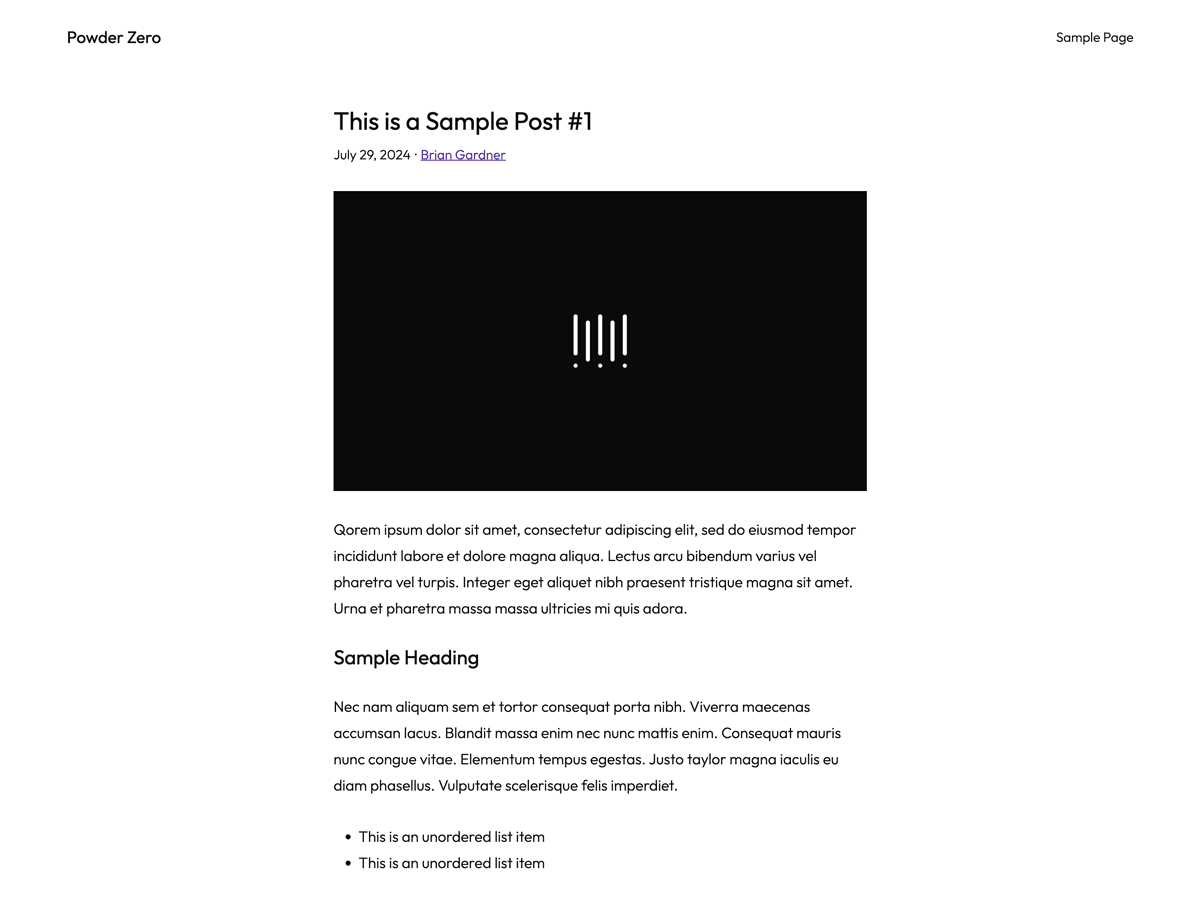 Powder Zero
Sample Page
This is a Sample Post #1
July 29, 2024 · Brian Gardner
Qorem ipsum dolor sit amet, consectetur adipiscing elit, sed do eiusmod tempor
incididunt labore et dolore magna aliqua. Lectus arcu bibendum varius vel
pharetra vel turpis. Integer eget aliquet nibh praesent tristique magna sit amet.
Urna et pharetra massa massa ultricies mi quis adora.
Sample Heading
Nec nam aliquam sem et tortor consequat porta nibh. Viverra maecenas
accumsan lacus. Blandit massa enim nec nunc mattis enim. Consequat mauris
nunc congue vitae. Elementum tempus egestas. Justo taylor magna iaculis eu
diam phasellus. Vulputate scelerisque felis imperdiet.
• This is an unordered list item
• This is an unordered list item